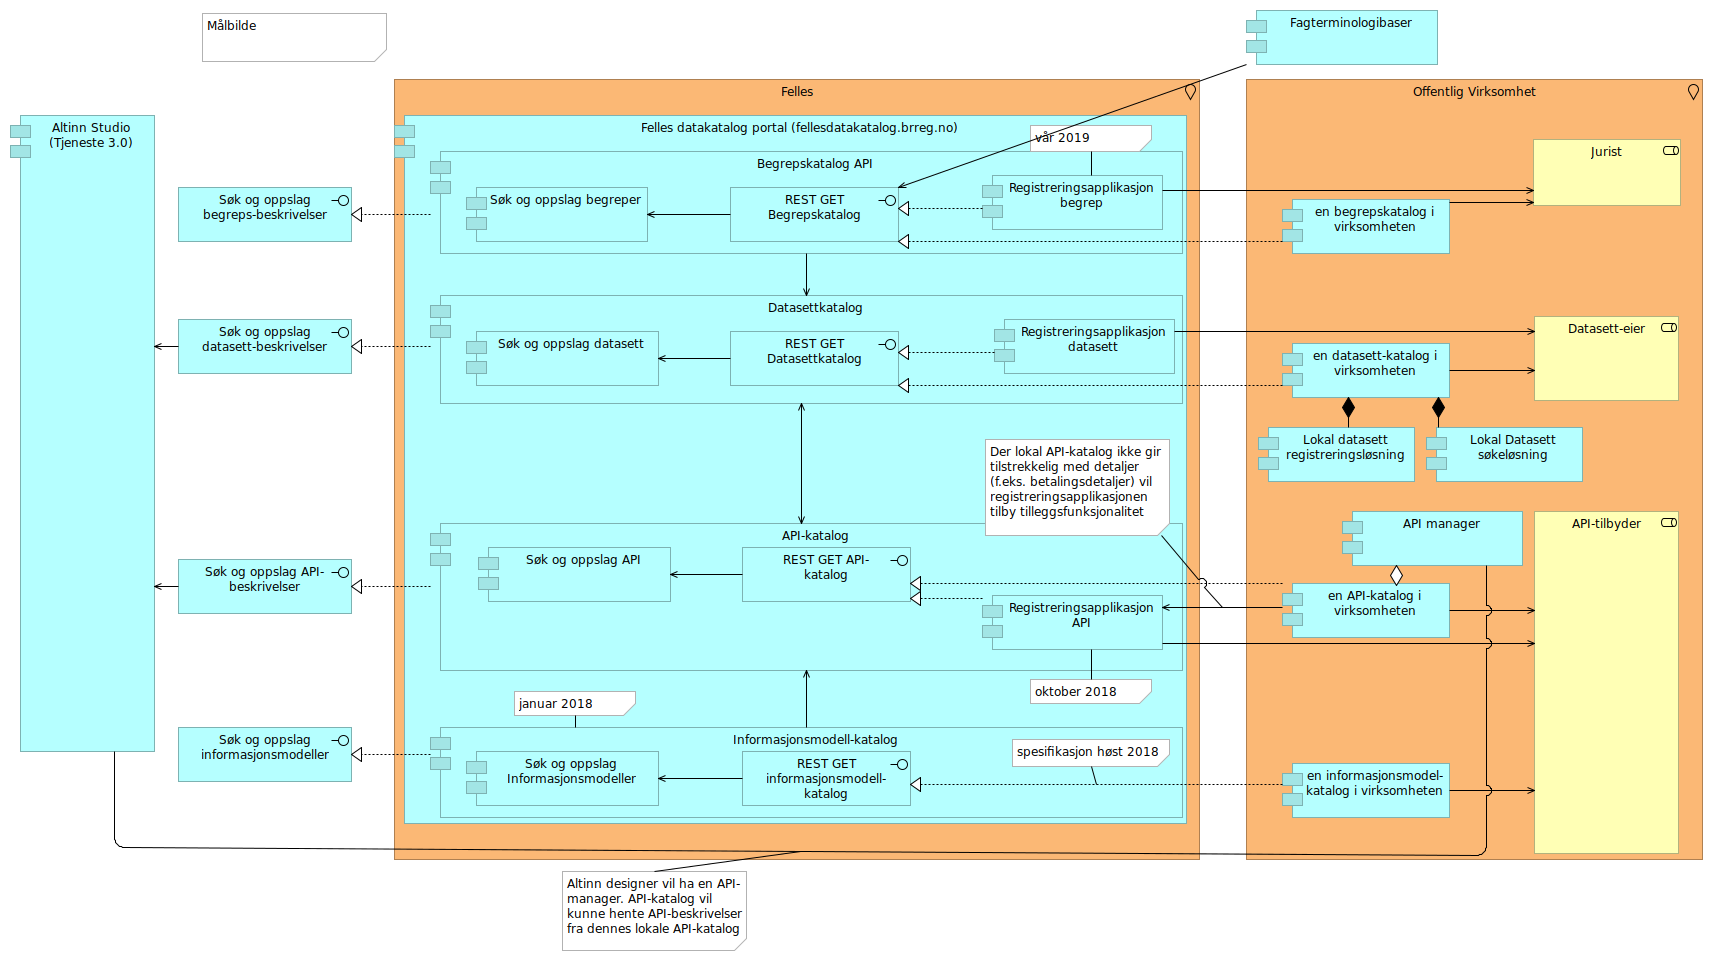 Målbilde
Fagterminologibaser
Felles
Offentlig Virksomhet
Altinn Studio
(Tjeneste 3.0)
Felles datakatalog portal (fellesdatakatalog.brreg.no)
vår 2019
Jurist
Begrepskatalog API
Søk og oppslag
begreps-beskrivelser
Søk og oppslag begreper
REST GET
Begrepskatalog
Registreringsapplikasjon
begrep
en begrepskatalog i
virksomheten
Datasettkatalog
Søk og oppslag
datasett-beskrivelser
Søk og oppslag datasett
REST GET
Datasettkatalog
Registreringsapplikasjon
datasett
Datasett-eier
en datasett-katalog i
virksomheten
Lokal datasett
registreringsløsning
Lokal Datasett
søkeløsning
Der lokal API-katalog ikke gir
tilstrekkelig med detaljer
(f.eks. betalingsdetaljer) vil
registreringsapplikasjonen
tilby tilleggsfunksjonalitet
API manager
API-tilbyder
API-katalog
Søk og oppslag API-
beskrivelser
Søk og oppslag API
REST GET API-
katalog
Registreringsapplikasjon
API
en API-katalog i
virksomheten
oktober 2018
januar 2018
Informasjonsmodell-katalog
Søk og oppslag
informasjonsmodeller
Søk og oppslag
Informasjonsmodeller
REST GET
informasjonsmodell-
katalog
spesifikasjon høst 2018
en informasjonsmodel-
katalog i virksomheten
Altinn designer vil ha en API-
manager. API-katalog vil
kunne hente API-beskrivelser
fra dennes lokale API-katalog